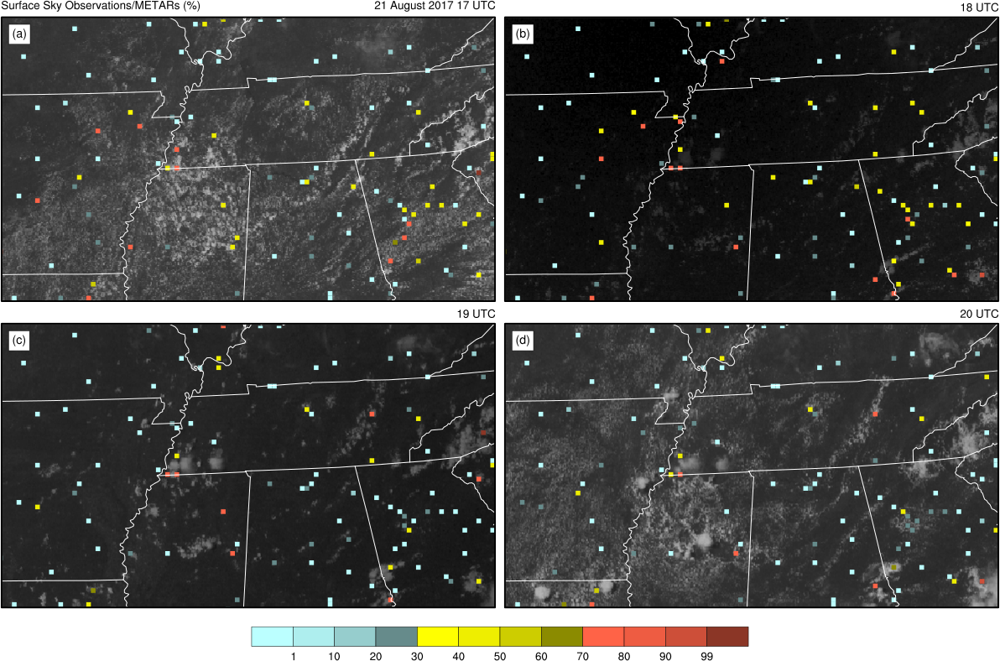 Surface Sky Observations/METARs (%) 21 August 2017 17 UTC 18 UTC
(a) (b)
19 UTC 20 UTC
(c) (d)
1 10 20 30 40 50 60 70 80 90 99